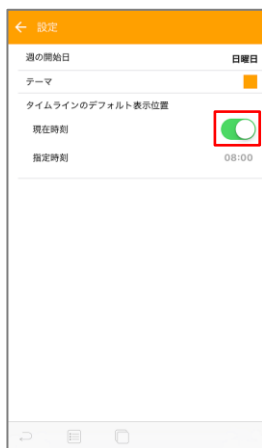 ← 設定
週の開始日 日曜日
テーマ
タイムラインのデフォルト表示位置
現在時刻
指定時刻 08:00